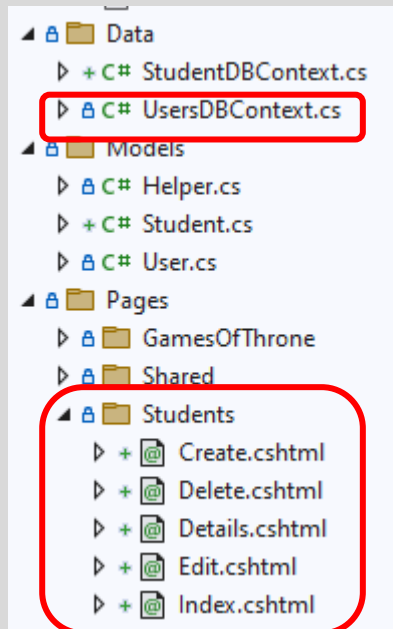 Data
C# StudentDBContext.cs
C# UsersDBContext.cs
Models
C# Helper.cs
C# Student.cs
C# User.cs
Pages
GamesOfThrone
Shared
Students
@ Create.cshtml
@ Delete.cshtml
@ Details.cshtml
@ Edit.cshtml
@ Index.cshtml